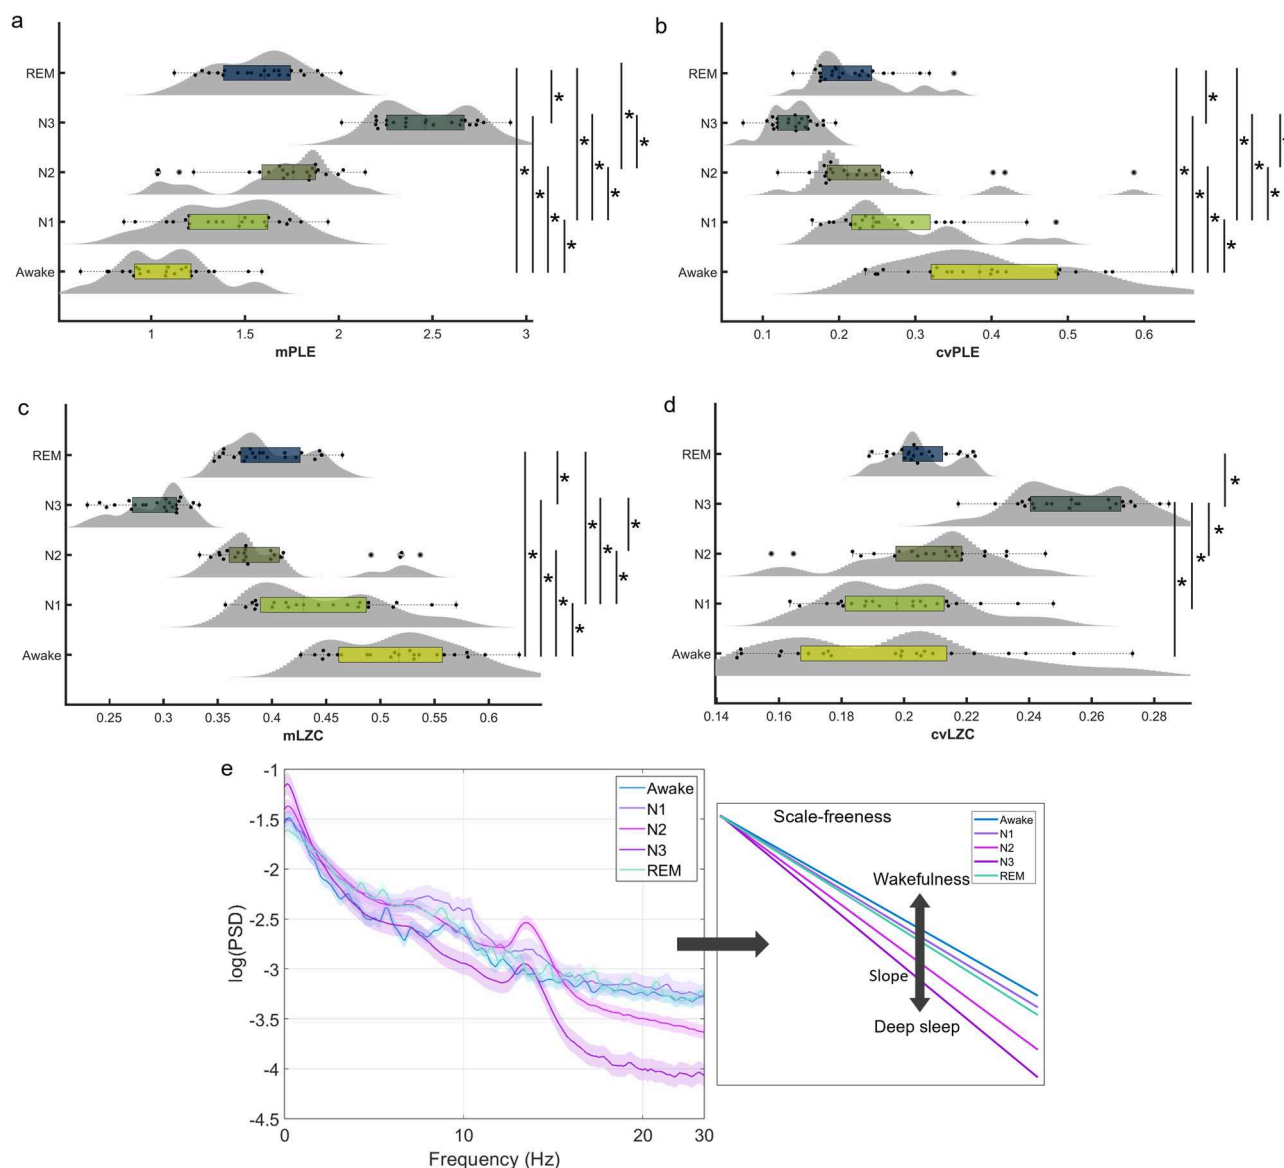 a
REM
N3
N2
N1
Awake
1
1.5
2
2.5
3
mPLE
*
*
*
*
*
*
*
*
*
*
b
REM
N3
N2
N1
Awake
0.1
0.2
0.3
0.4
0.5
0.6
cvPLE
*
*
*
*
*
*
*
*
*
c
REM
N3
N2
N1
Awake
0.25
0.3
0.35
0.4
0.45
0.5
0.55
0.6
mLZC
*
*
*
*
*
*
*
*
*
d
REM
N3
N2
N1
Awake
0.14
0.16
0.18
0.2
0.22
0.24
0.26
0.28
cvLZC
*
*
*
*
e
-1
-1.5
-2
-2.5
-3
-3.5
-4
-4.5
log(PSD)
0
10
20
30
Frequency (Hz)
Awake
N1
N2
N3
REM
Scale-freeness
Awake
N1
N2
N3
REM
Wakefulness
Slope
Deep sleep